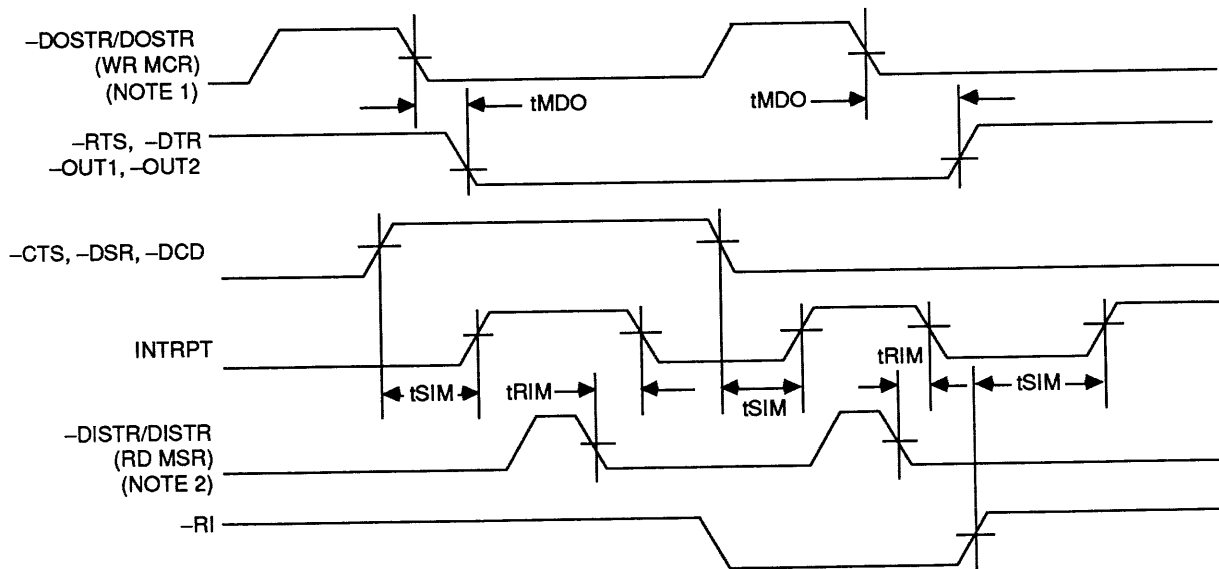 –DOSTR/DOSTR
(WR MCR)
(NOTE 1)
tMDO
tMDO
–RTS, –DTR
–OUT1, –OUT2
–CTS, –DSR, –DCD
INTRPT
tRIM
tSIM
tRIM
tSIM
tSIM
–DISTR/DISTR
(RD MSR)
(NOTE 2)
–RI